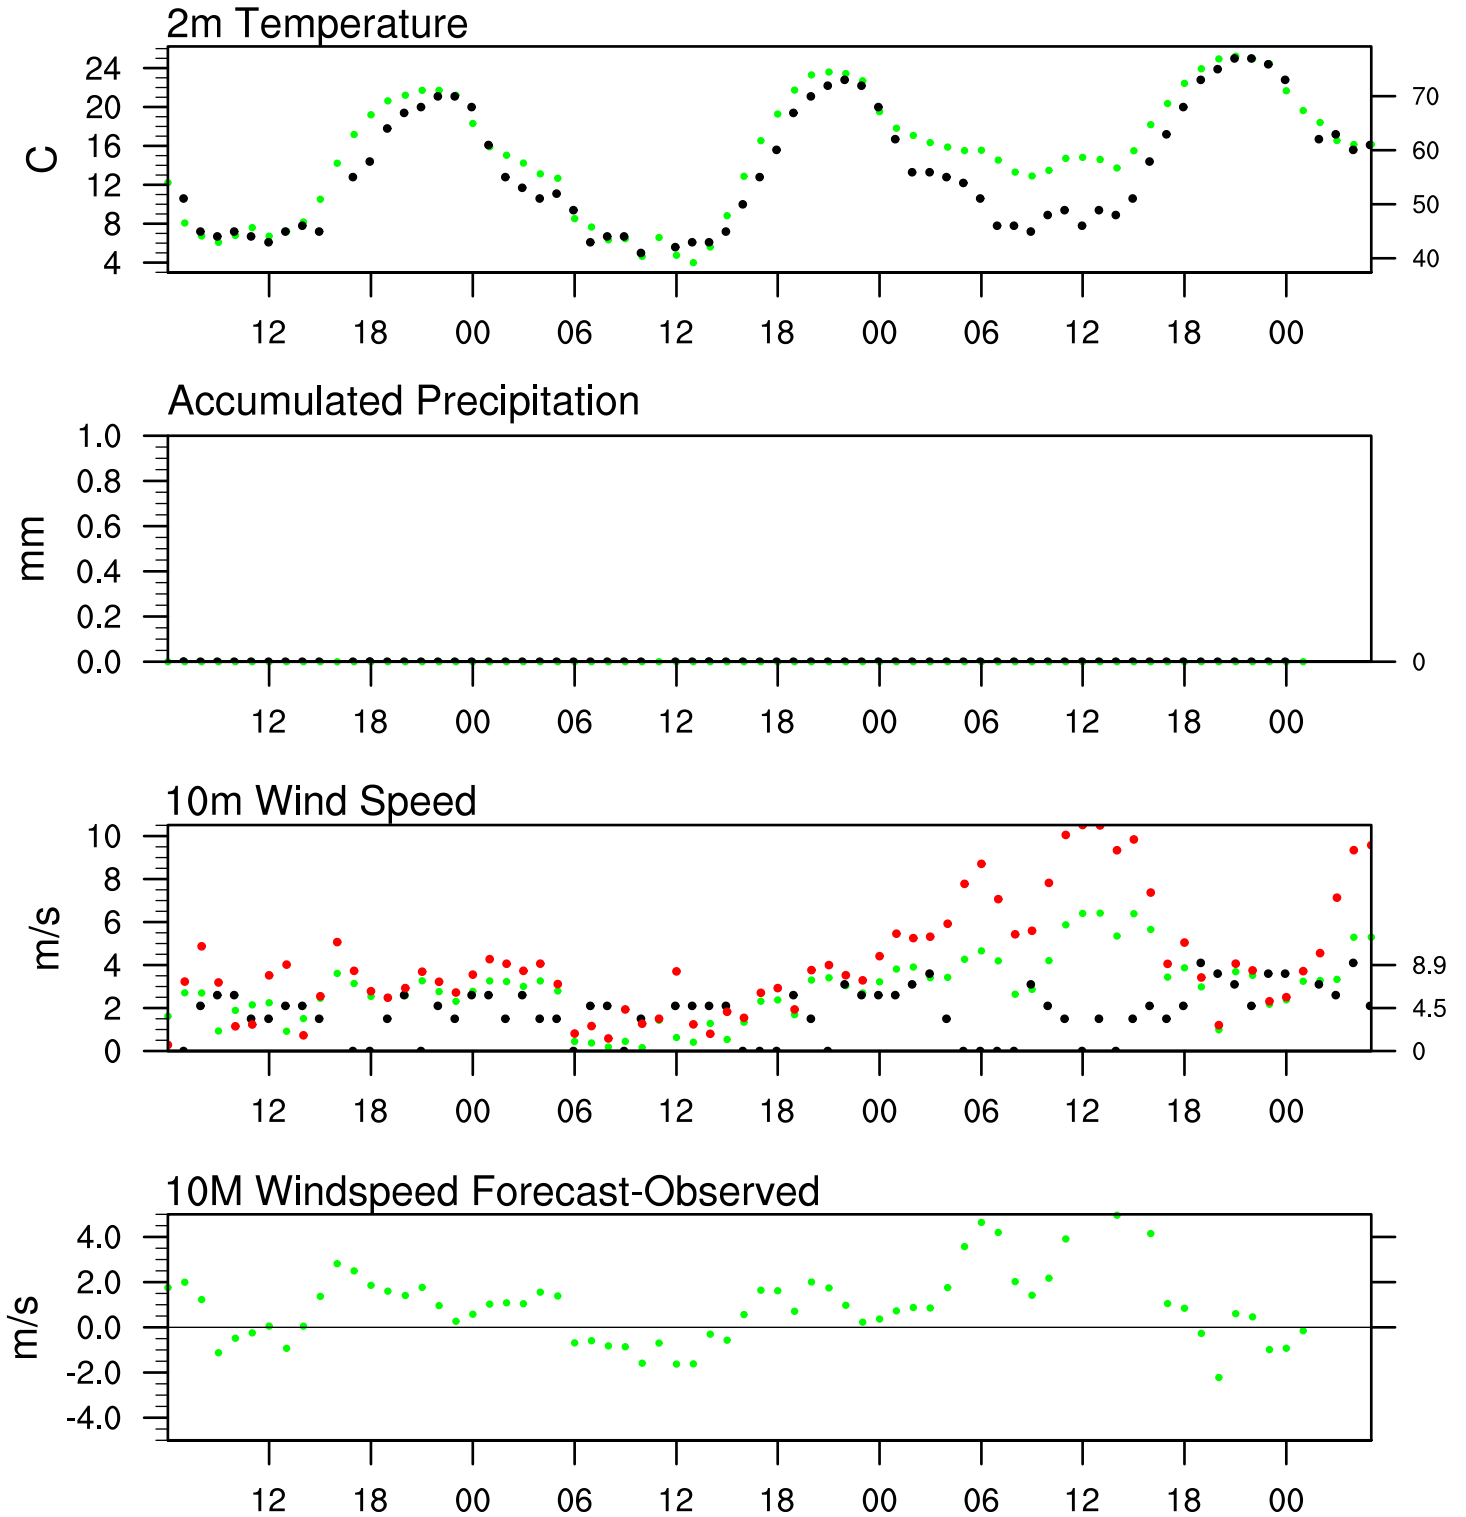 2m Temperature
24
20
16
12
8
4
C
70
60
50
40
12 18 00 06 12 18 00 06 12 18 00
Accumulated Precipitation
1.0
0.8
0.6
0.4
0.2
0.0
mm
0
12 18 00 06 12 18 00 06 12 18 00
10m Wind Speed
10
8
6
4
2
0
m/s
8.9
4.5
0
12 18 00 06 12 18 00 06 12 18 00
10M Windspeed Forecast-Observed
4.0
2.0
0.0
-2.0
-4.0
m/s
12 18 00 06 12 18 00 06 12 18 00